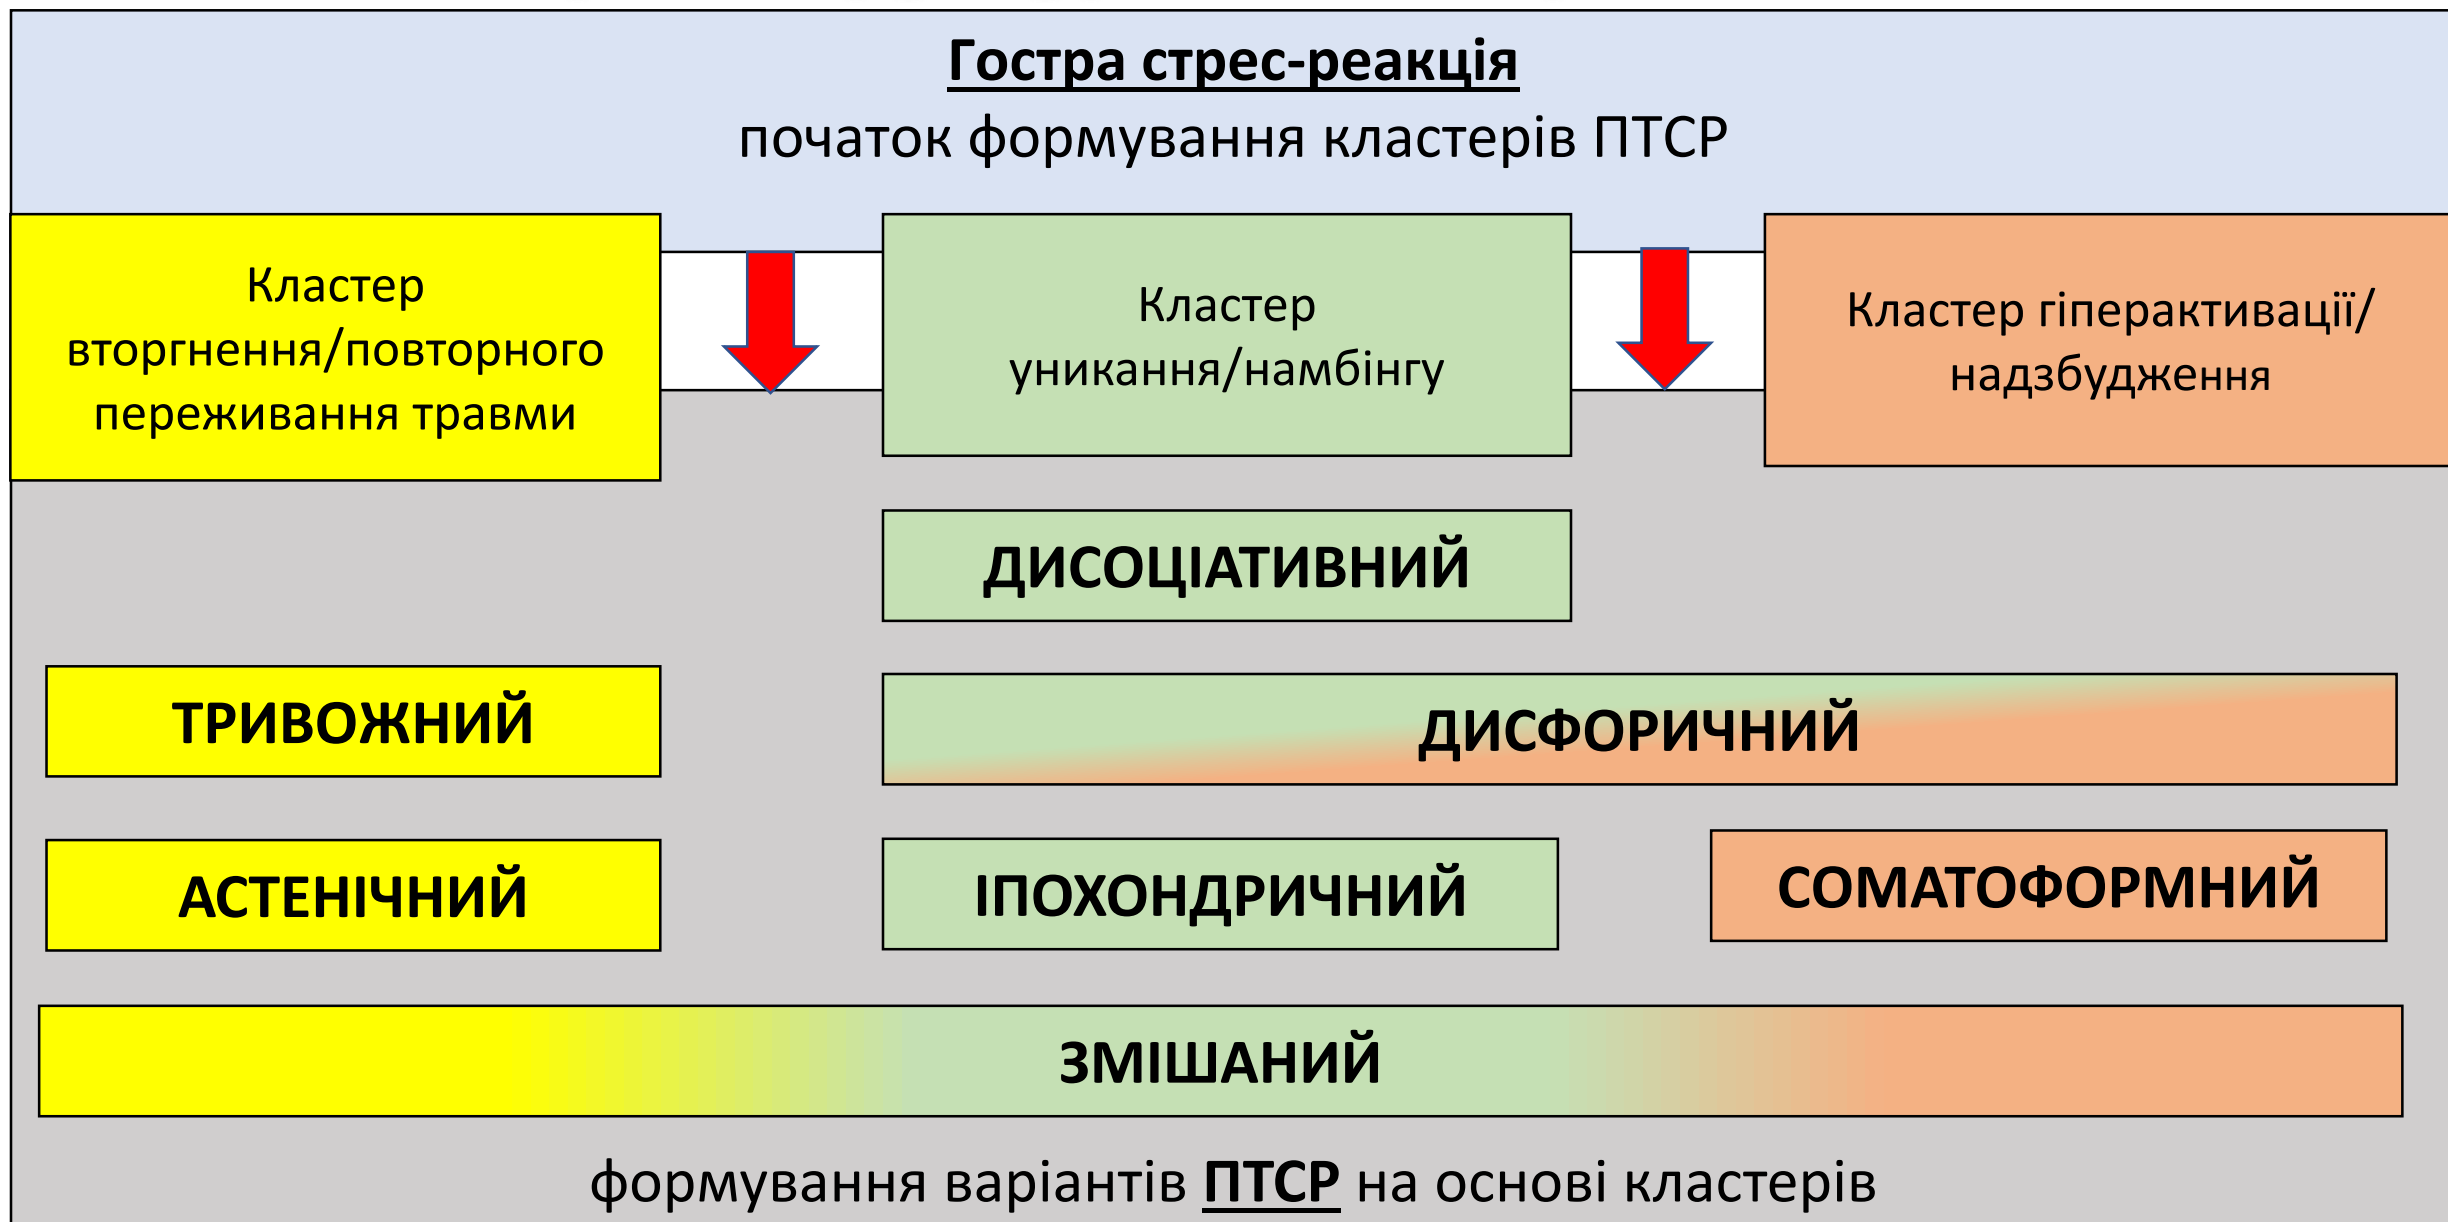 Гостра стрес-реакція
початок формування кластерів ПТСР
Кластер
вторгнення/повторного
переживання травми
Кластер
уникання/намбінгу
Кластер гіперактивації/
надзбудження
ДИСОЦІАТИВНИЙ
ТРИВОЖНИЙ
ДИСФОРИЧНИЙ
АСТЕНІЧНИЙ
ІПОХОНДРИЧНИЙ
СОМАТОФОРМНИЙ
ЗМІШАНИЙ
формування варіантів ПТСР на основі кластерів